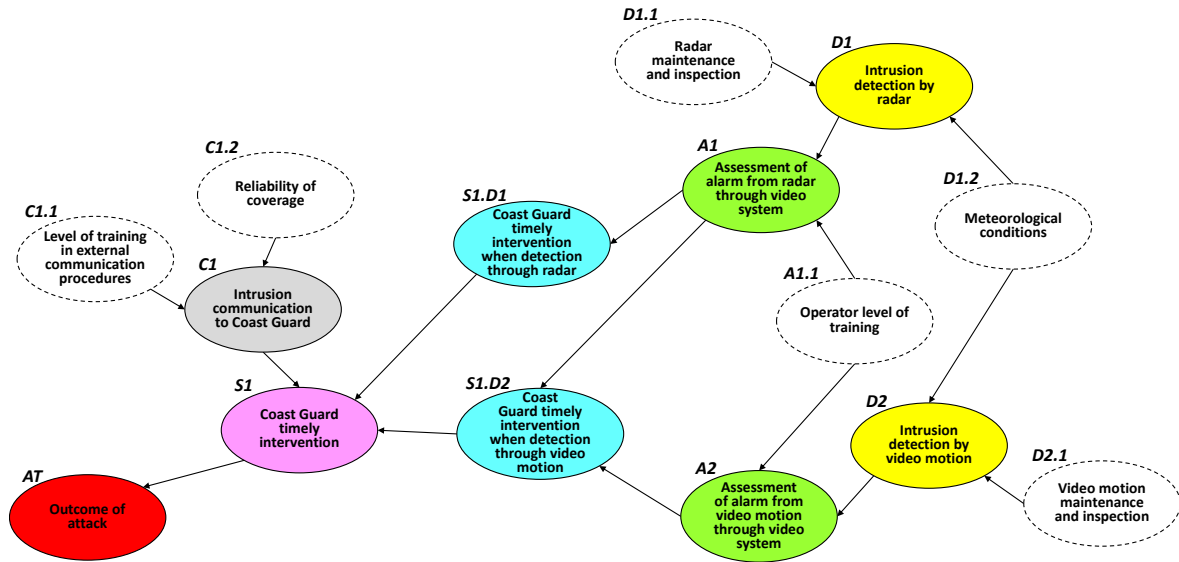 D1.1
Radar
maintenance
and inspection
D1
Intrusion
detection by
radar
C1.2
Reliability of
coverage
A1
Assessment of
alarm from radar
through video
system
D1.2
Meteorological
conditions
C1.1
Level of training
in external
communication
procedures
S1.D1
Coast Guard
timely
intervention
when detection
through radar
C1
Intrusion
communication
to Coast Guard
A1.1
Operator level of
training
S1
Coast Guard
timely
intervention
S1.D2
Coast
Guard timely
intervention
when detection
through video
motion
D2
Intrusion
detection by
video motion
AT
Outcome of
attack
A2
Assessment
of alarm from
video motion
through video
system
D2.1
Video motion
maintenance
and inspection